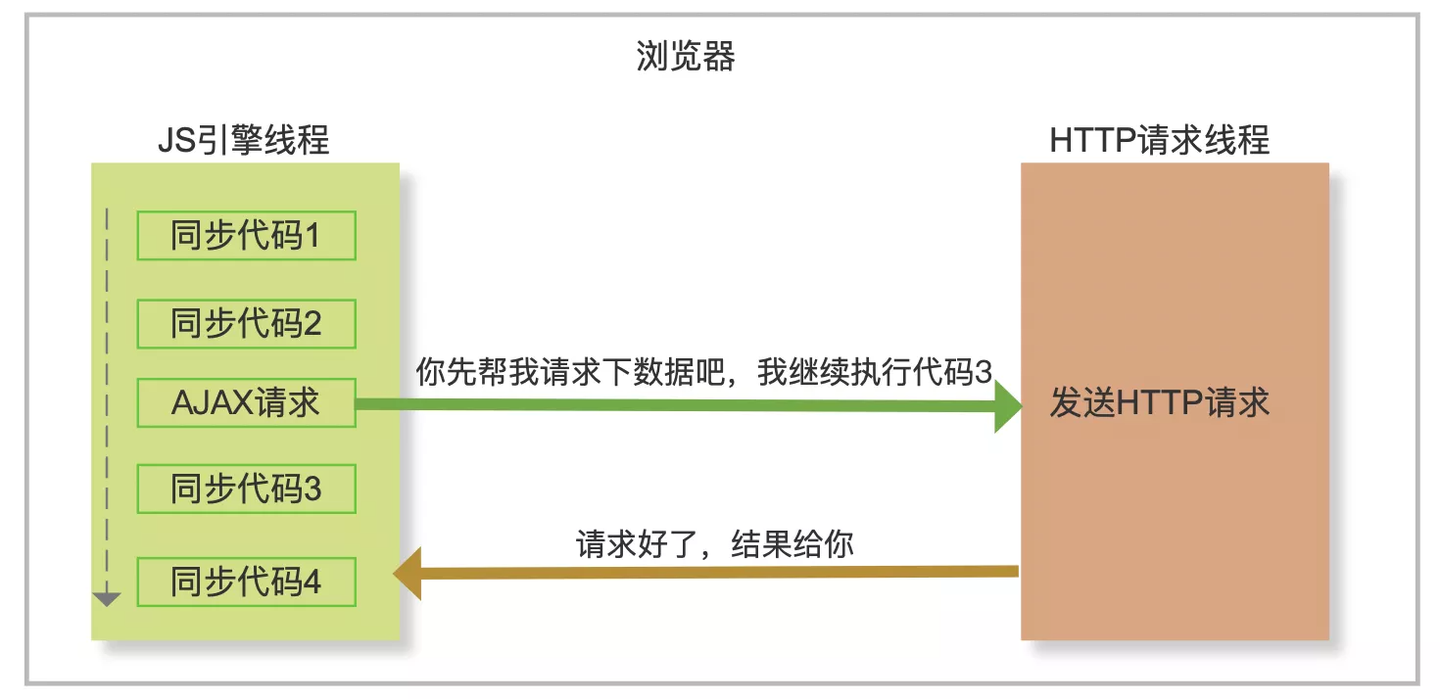 浏览器
JS引擎线程
HTTP请求线程
同步代码1
同步代码2
你先帮我请求下数据吧，我继续执行代码3
AJAX请求
发送HTTP请求
同步代码3
请求好了，结果给你
同步代码4